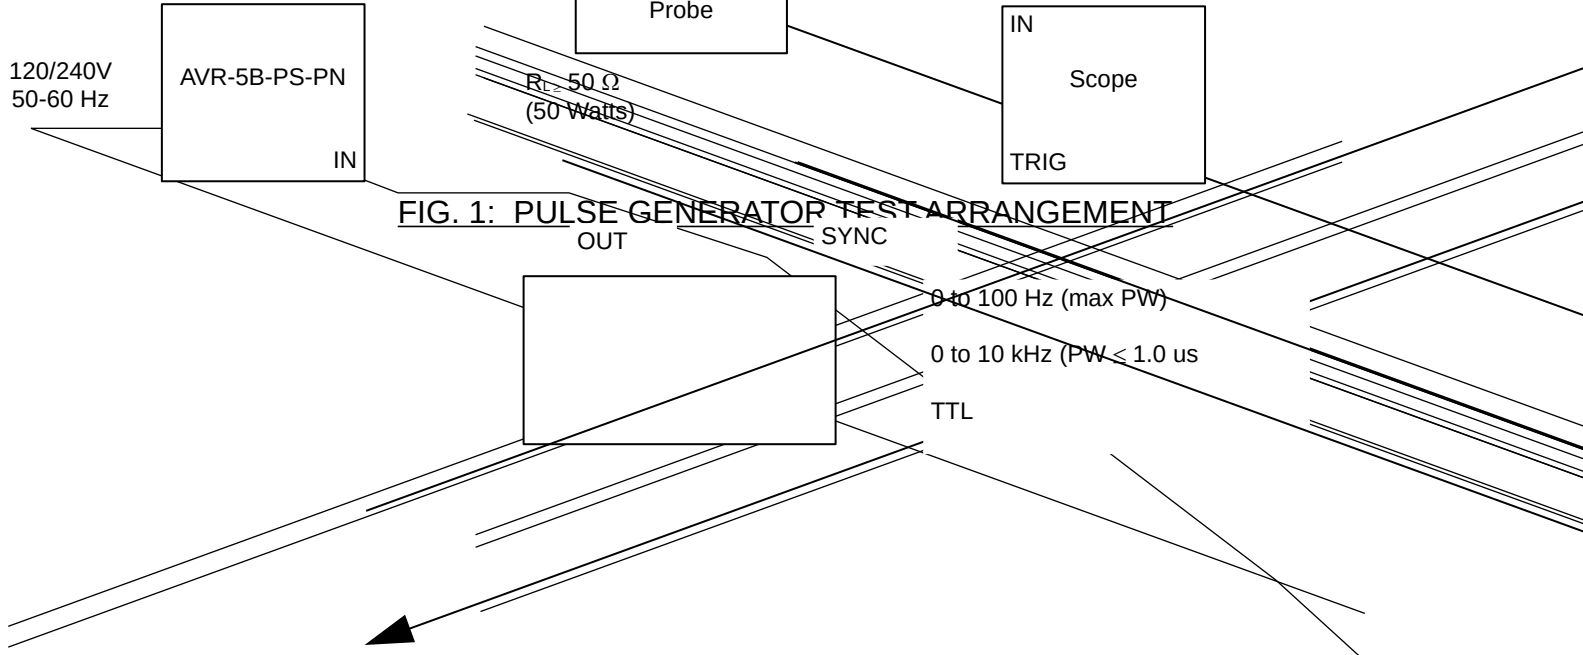 Probe
IN
Scope
TRIG
120/240V
50-60 Hz
AVR-5B-PS-PN
IN
RL≥ 50 Ω
(50 Watts)
FIG. 1: PULSE GENERATOR TEST ARRANGEMENT
OUT
SYNC
0 to 100 Hz (max PW)
0 to 10 kHz (PW ≤ 1.0 us
TTL